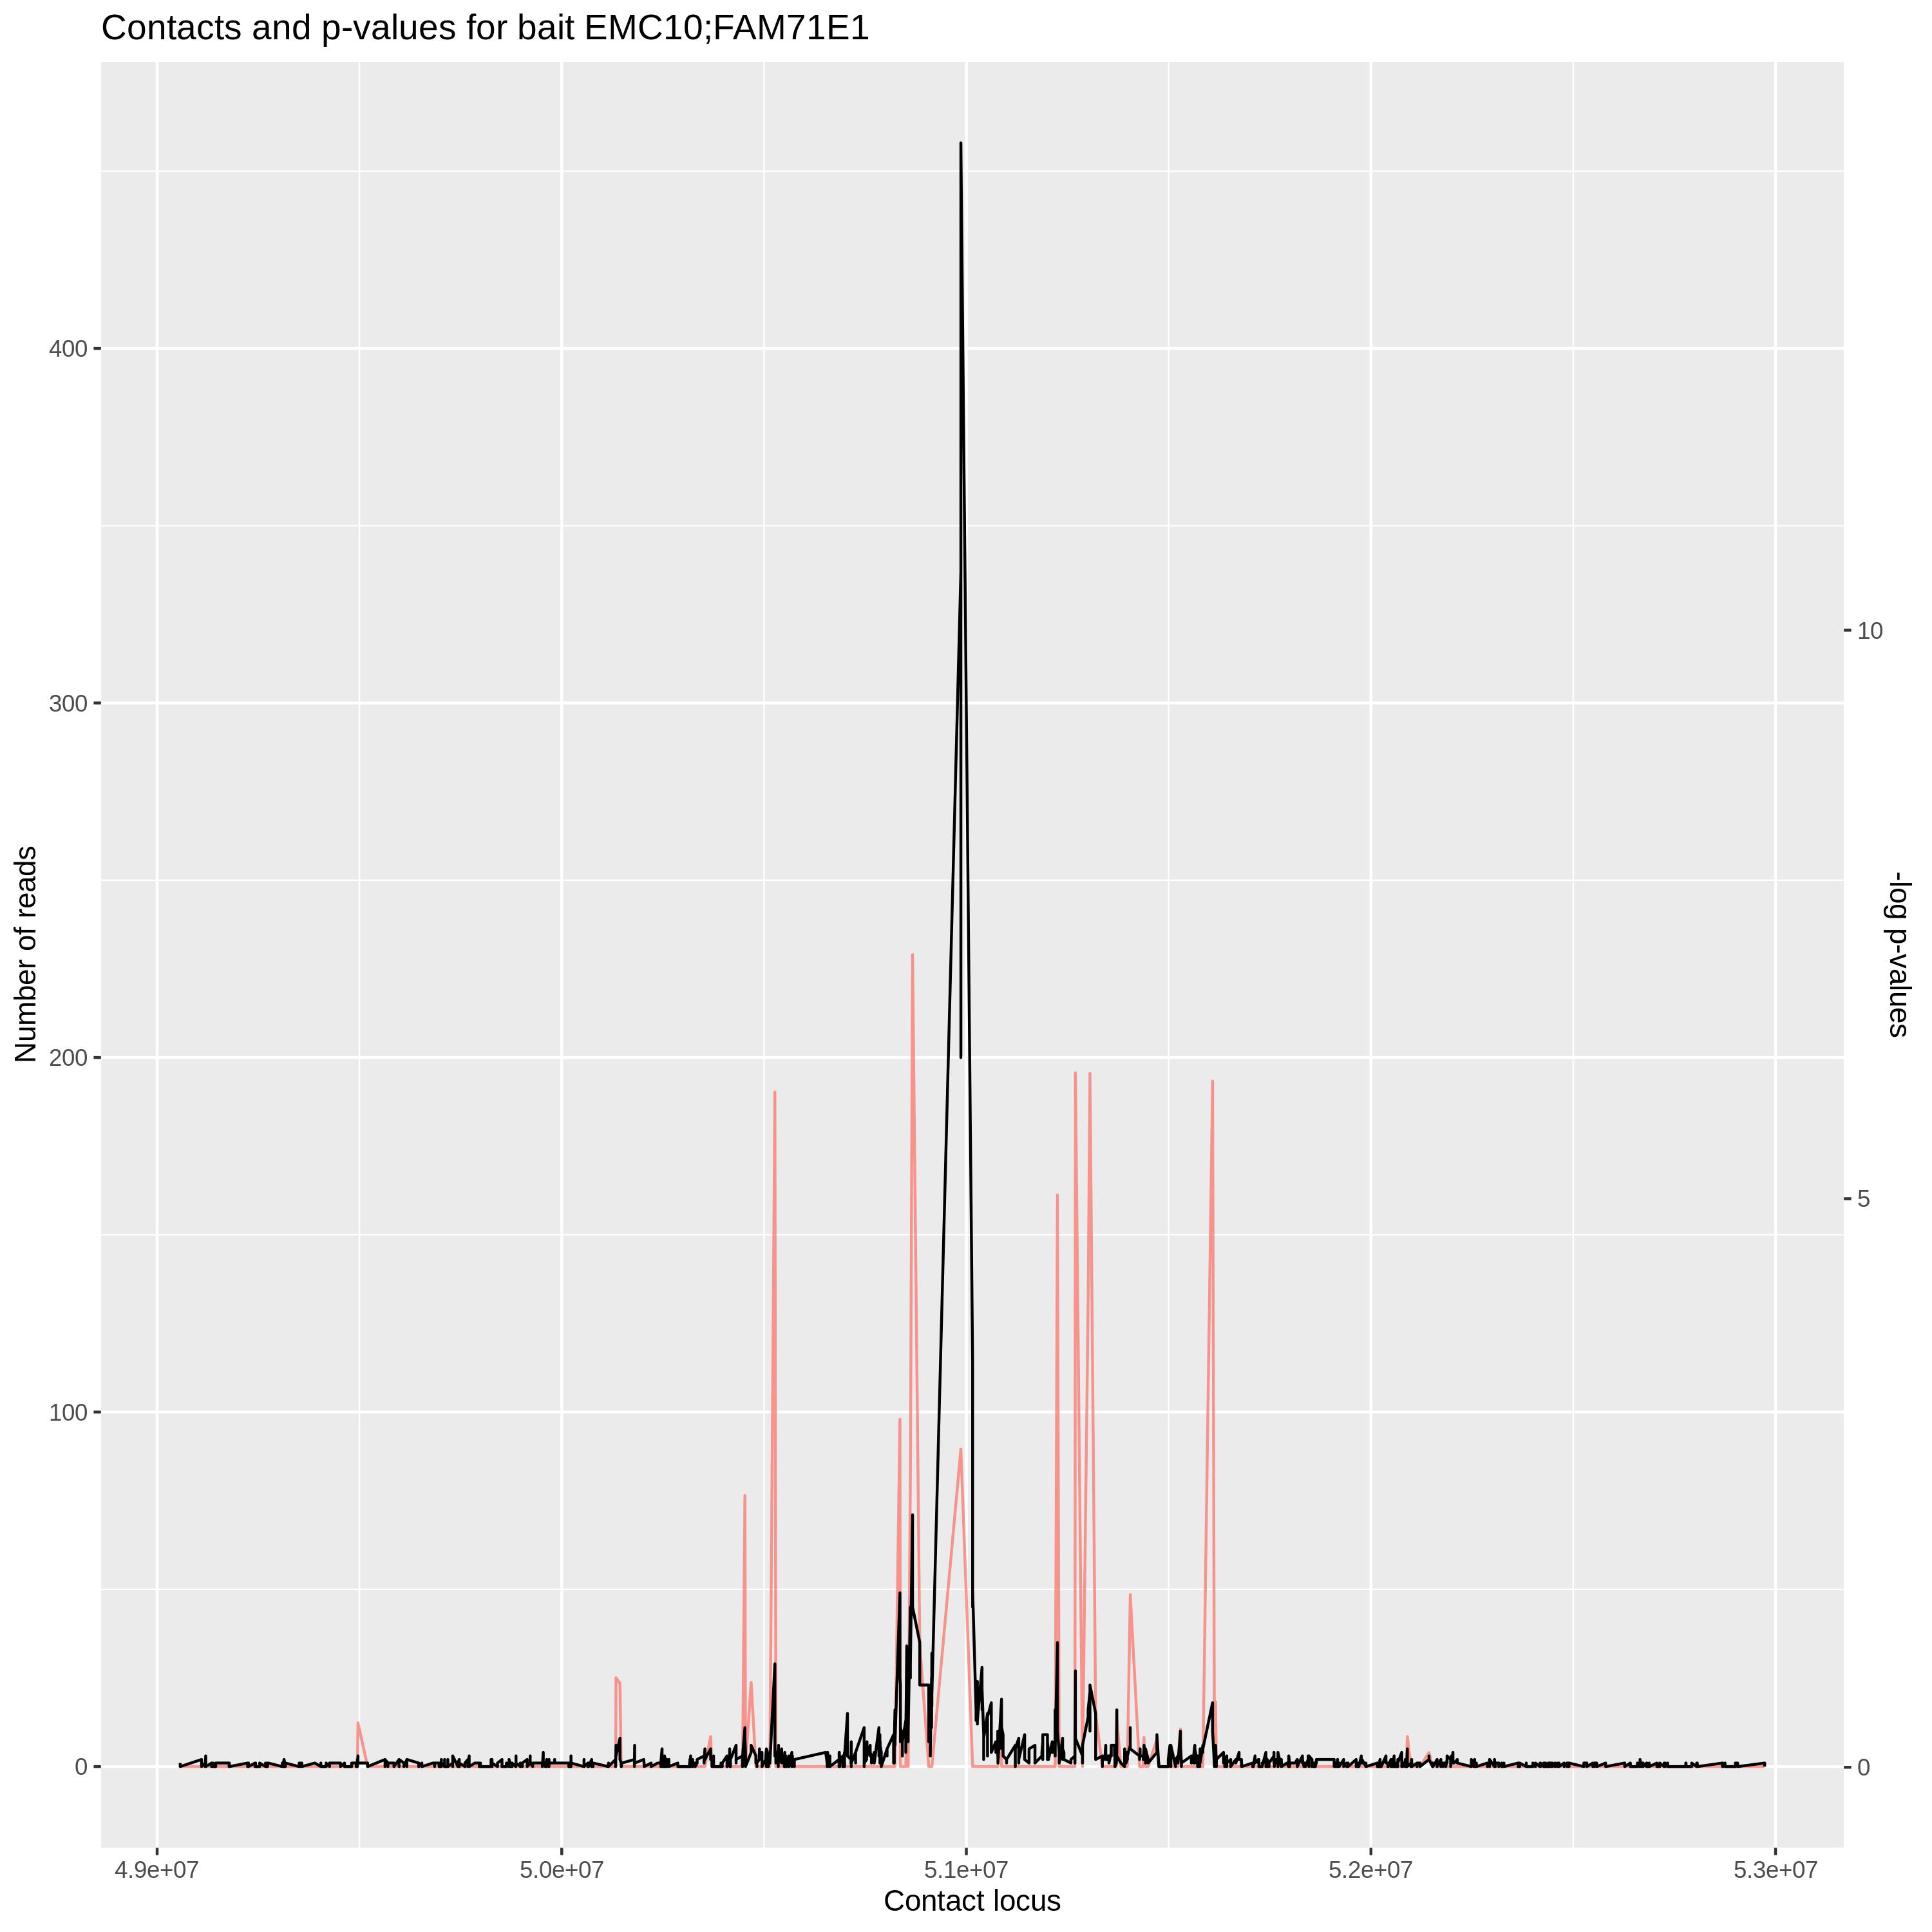 Contacts and p-values for bait EMC10;FAM71E1
Number of reads
400
300
200
100
0
-log p-values
10
5
0
4.9e+07
5.0e+07
5.1e+07
5.2e+07
5.3e+07
Contact locus